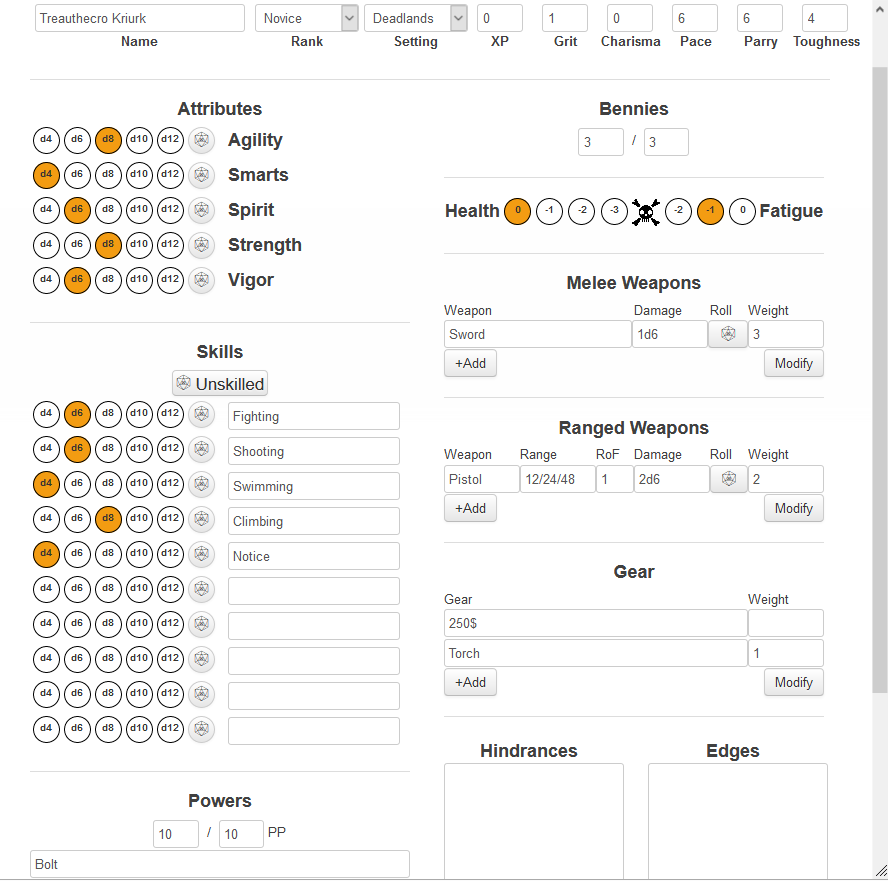 Treauthecro Kriurk Novice Deadlands 0 1 0 6 6 4
Name Rank Setting XP Grit Charisma Pace Parry Toughness
Attributes
d4 d6 d8 d10 d12 Agility
d4 d6 d8 d10 d12 Smarts
d4 d6 d8 d10 d12 Spirit
d4 d6 d8 d10 d12 Strength
d4 d6 d8 d10 d12 Vigor
Skills
Unskilled
d4 d6 d8 d10 d12 Fighting
d4 d6 d8 d10 d12 Shooting
d4 d6 d8 d10 d12 Swimming
d4 d6 d8 d10 d12 Climbing
d4 d6 d8 d10 d12 Notice
d4 d6 d8 d10 d12
d4 d6 d8 d10 d12
d4 d6 d8 d10 d12
d4 d6 d8 d10 d12
d4 d6 d8 d10 d12
Powers
10 / 10 PP
Bolt
Bennies
3 / 3
Health 0 -1 -2 -3 -2 -1 0 Fatigue
Melee Weapons
Weapon Damage Roll Weight
Sword 1d6 3
+Add Modify
Ranged Weapons
Weapon Range RoF Damage Roll Weight
Pistol 12/24/48 1 2d6 2
+Add Modify
Gear
Gear Weight
250$
Torch 1
+Add Modify
Hindrances Edges